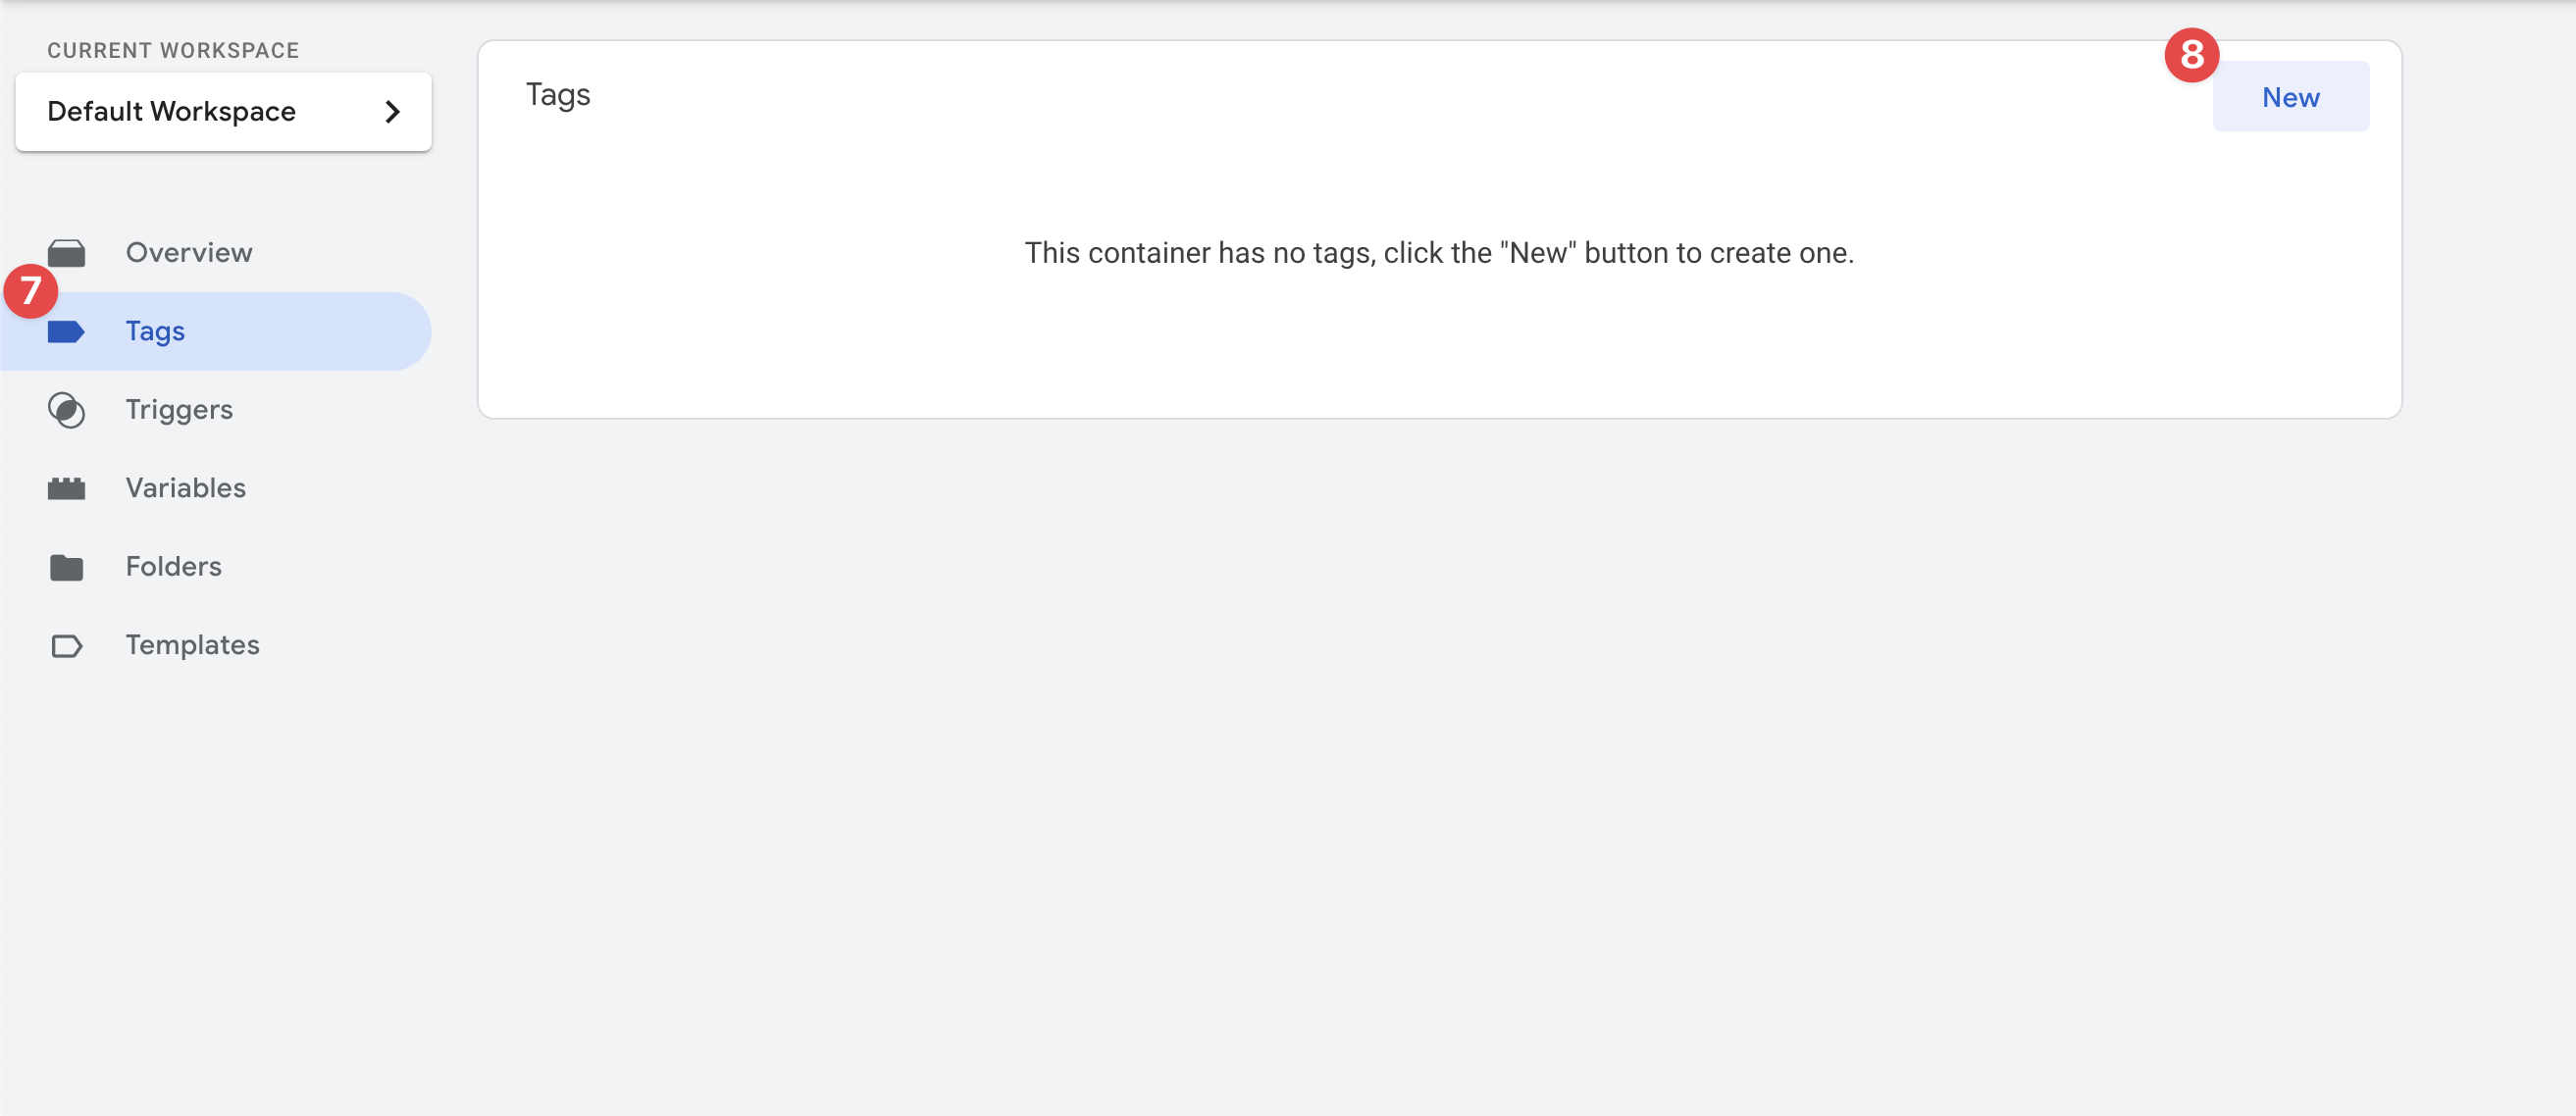 CURRENT WORKSPACE
Default Workspace
Overview
7
Tags
Triggers
Variables
Folders
Templates
Tags
8
New
This container has no tags, click the "New" button to create one.